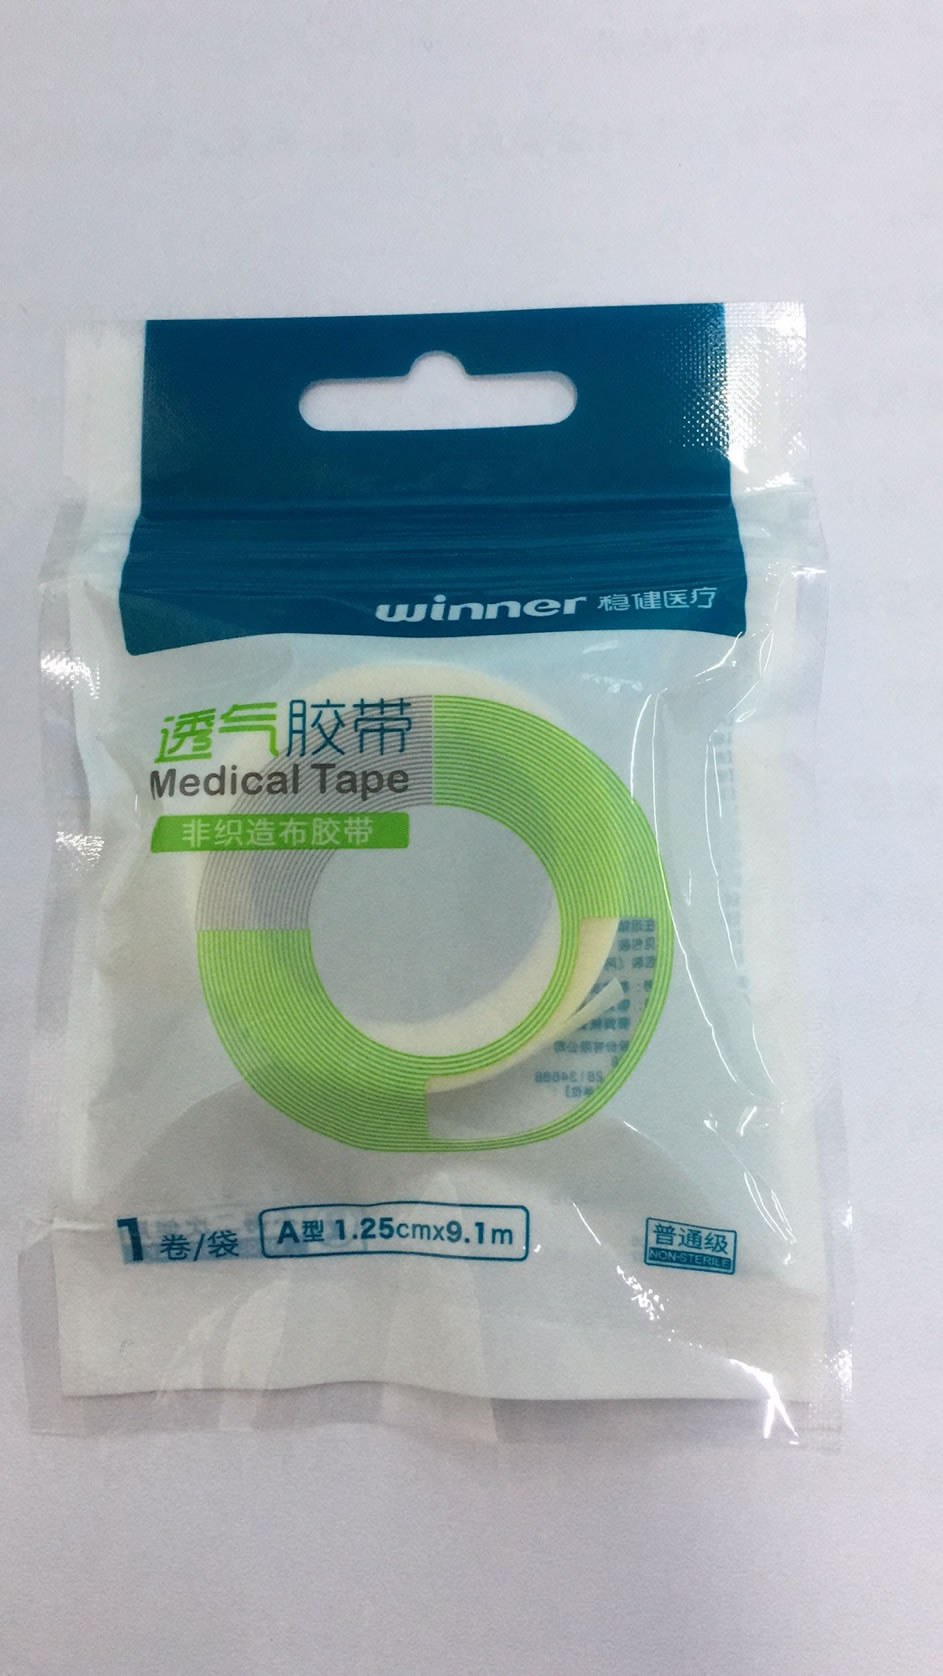 winner 稳健医疗
透气胶带
Medical Tape
非织造布胶带
1 卷/袋 A型 1.25cmx9.1m 普通级
NON-STERILE